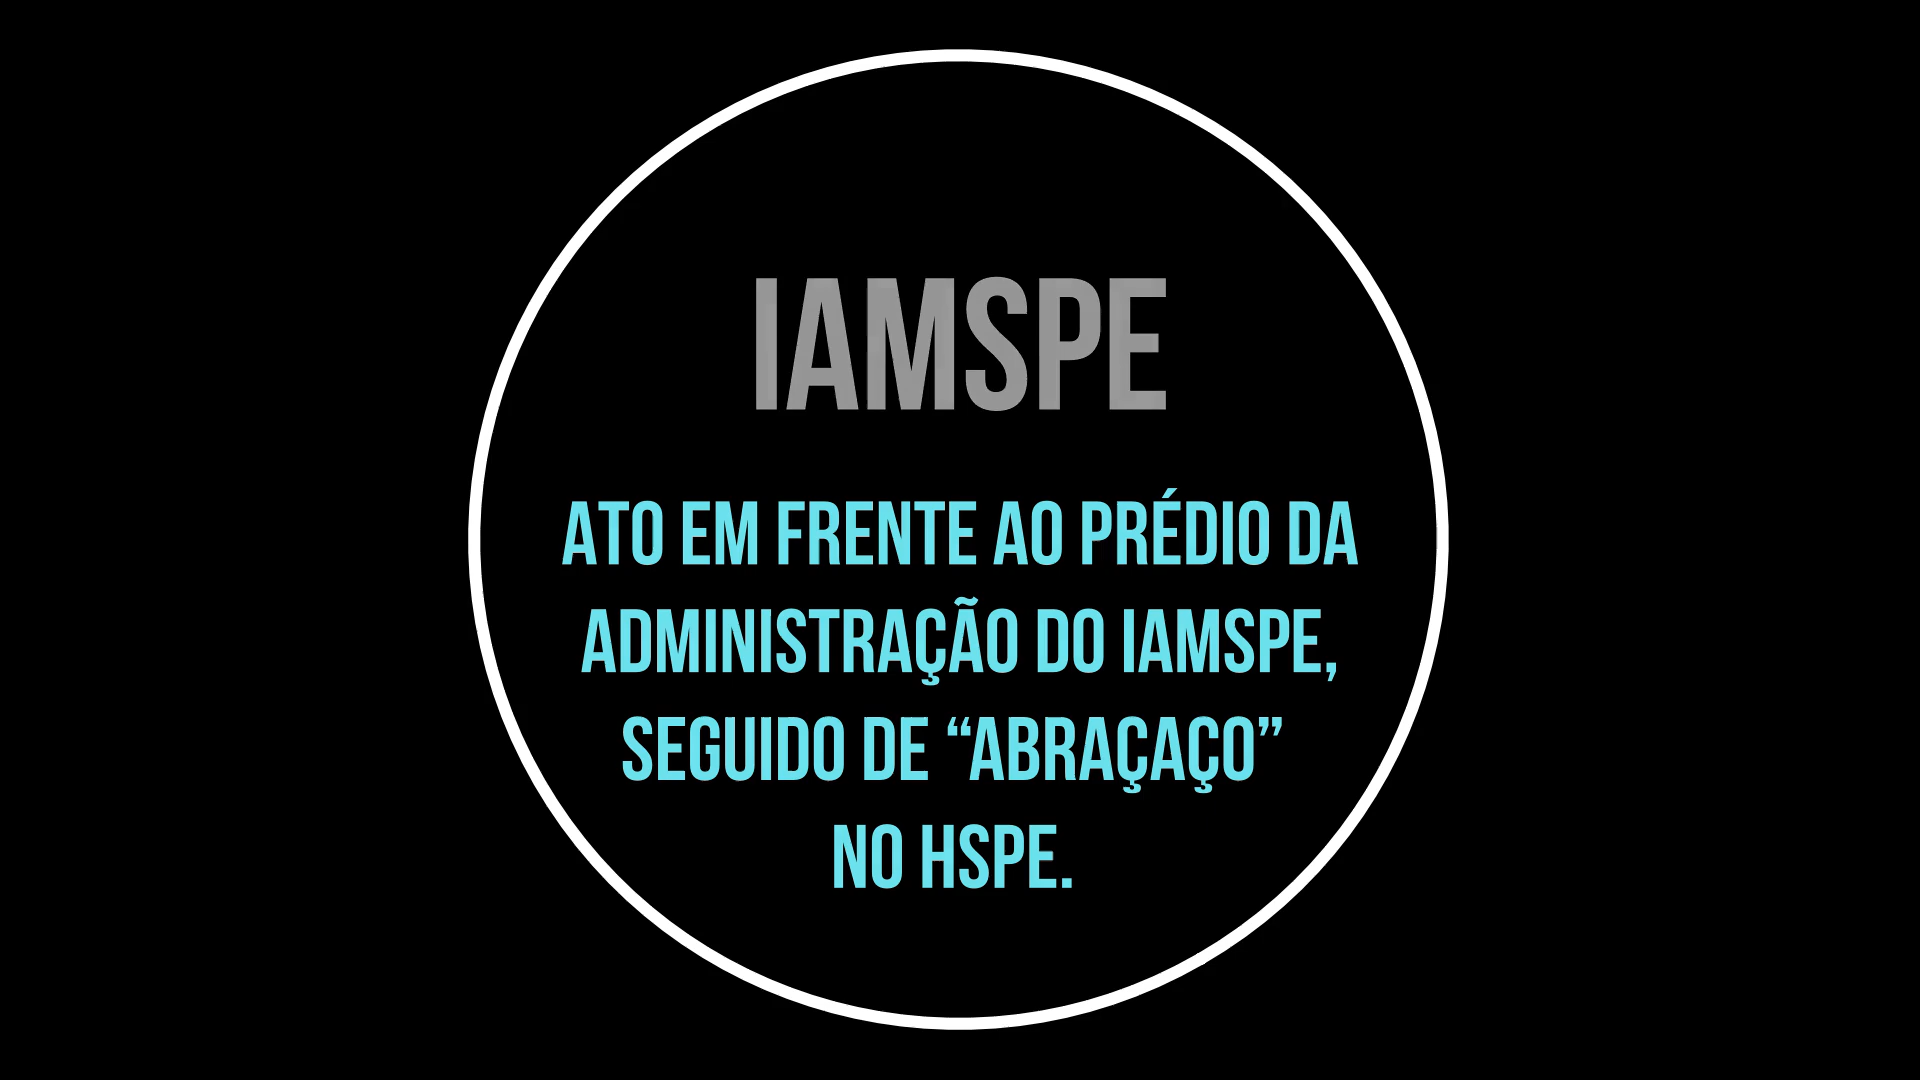 IAMSPE
ATO EM FRENTE AO PRÉDIO DA
ADMINISTRAÇÃO DO IAMSPE,
SEGUIDO DE “ABRAÇAÇO”
NO HSPE.